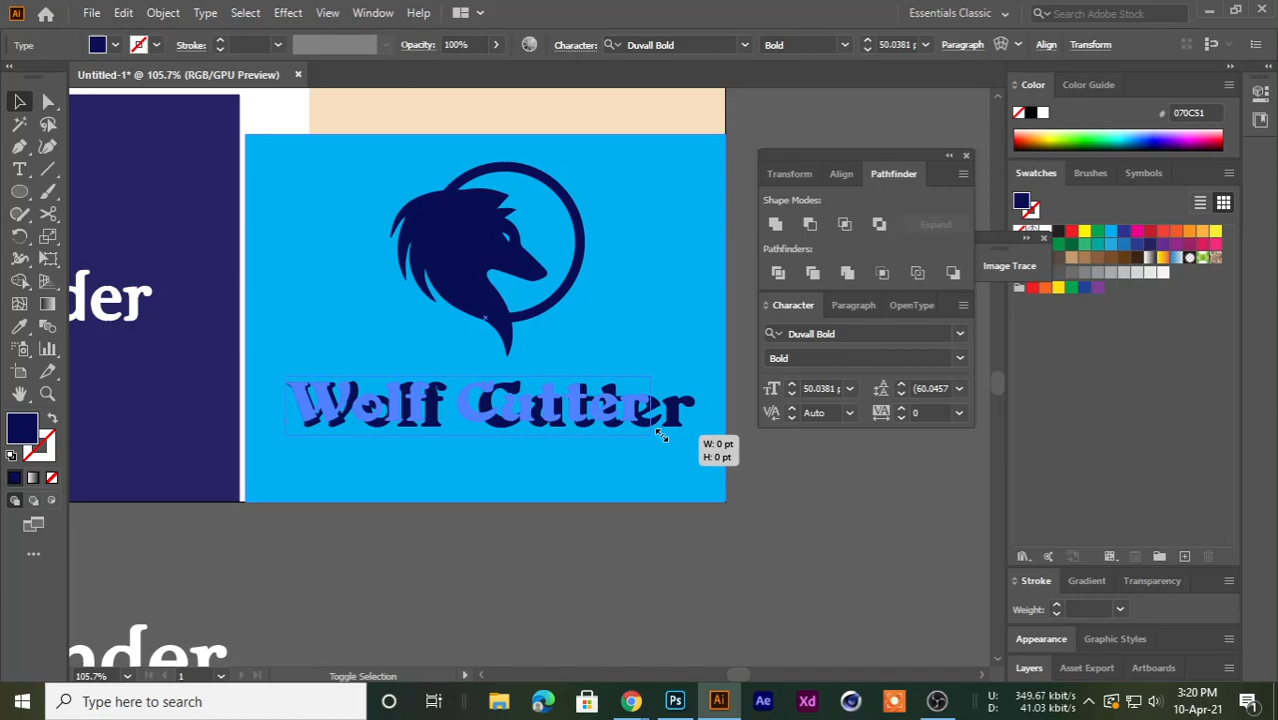 File Edit Object Type Select Effect View Window Help Essentials Classic Search Adobe Stock
Type Stroke: Opacity: 100% Character: Duvall Bold Bold 50.0381 p Paragraph Align Transform
Untitled-1* @ 105.7% (RGB/GPU Preview)
Color Color Guide
# 070C51
Transform Align Pathfinder
Swatches Brushes Symbols
Shape Modes:
Expand
Pathfinders:
Image Trace
der
Character Paragraph OpenType
Duvall Bold
Bold
50.0381 p (60.0457
Auto 0
Wolf Cutter
W: 0 pt
H: 0 pt
Stroke Gradient Transparency
Weight:
nder
Appearance Graphic Styles
Layers Asset Export Artboards
105.7% 1 Toggle Selection
Type here to search
U: 349.67 kbit/s
D: 41.03 kbit/s
3:20 PM
10-Apr-21